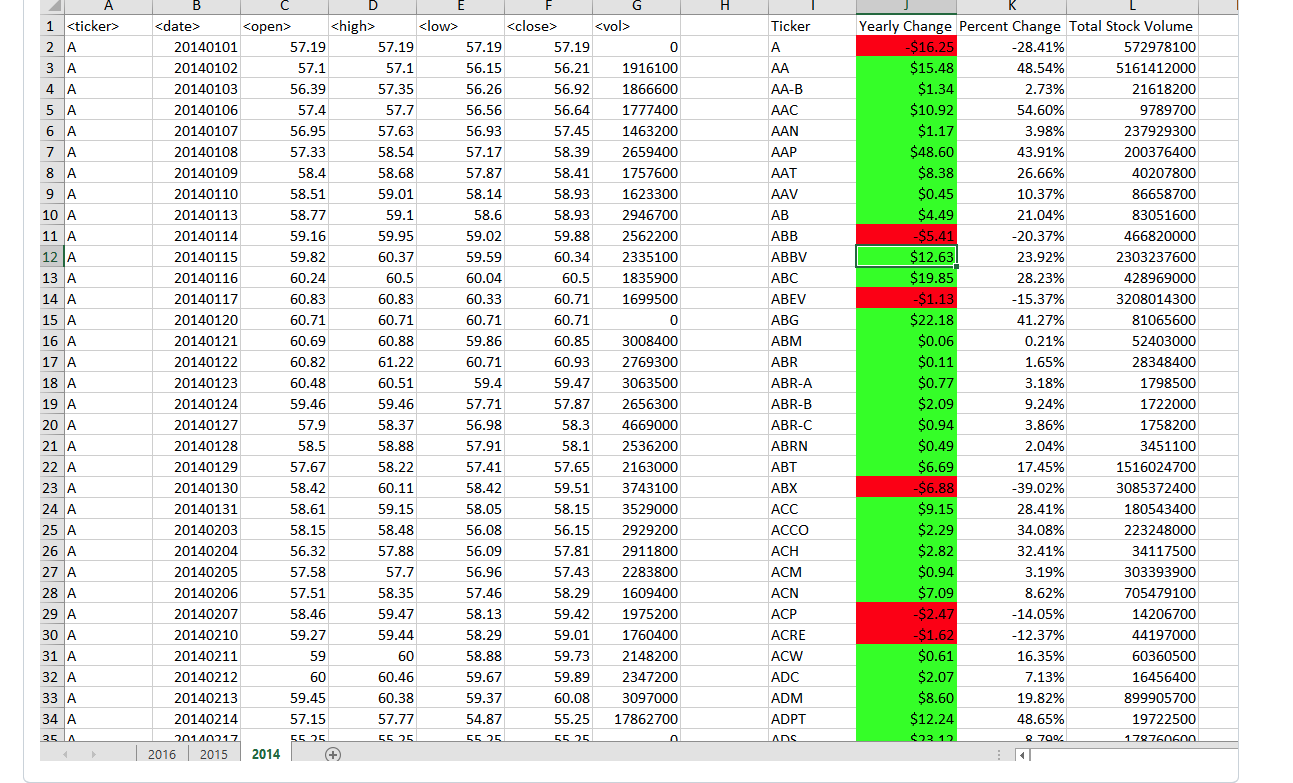 A B C D E F G H I J K L
1 <ticker> <date> <open> <high> <low> <close> <vol> Ticker Yearly Change Percent Change Total Stock Volume
2 A 20140101 57.19 57.19 57.19 57.19 0 A -$16.25 -28.41% 572978100
3 A 20140102 57.1 57.1 56.15 56.21 1916100 AA $15.48 48.54% 5161412000
4 A 20140103 56.39 57.35 56.26 56.92 1866600 AA-B $1.34 2.73% 21618200
5 A 20140106 57.4 57.7 56.56 56.64 1777400 AAC $10.92 54.60% 9789700
6 A 20140107 56.95 57.63 56.93 57.45 1463200 AAN $1.17 3.98% 237929300
7 A 20140108 57.33 58.54 57.17 58.39 2659400 AAP $48.60 43.91% 200376400
8 A 20140109 58.4 58.68 57.87 58.41 1757600 AAT $8.38 26.66% 40207800
9 A 20140110 58.51 59.01 58.14 58.93 1623300 AAV $0.45 10.37% 86658700
10 A 20140113 58.77 59.1 58.6 58.93 2946700 AB $4.49 21.04% 83051600
11 A 20140114 59.16 59.95 59.02 59.88 2562200 ABB -$5.41 -20.37% 466820000
12 A 20140115 59.82 60.37 59.59 60.34 2335100 ABBV $12.63 23.92% 2303237600
13 A 20140116 60.24 60.5 60.04 60.5 1835900 ABC $19.85 28.23% 428969000
14 A 20140117 60.83 60.83 60.33 60.71 1699500 ABEV -$1.13 -15.37% 3208014300
15 A 20140120 60.71 60.71 60.71 60.71 0 ABG $22.18 41.27% 81065600
16 A 20140121 60.69 60.88 59.86 60.85 3008400 ABM $0.06 0.21% 52403000
17 A 20140122 60.82 61.22 60.71 60.93 2769300 ABR $0.11 1.65% 28348400
18 A 20140123 60.48 60.51 59.4 59.47 3063500 ABR-A $0.77 3.18% 1798500
19 A 20140124 59.46 59.46 57.71 57.87 2656300 ABR-B $2.09 9.24% 1722000
20 A 20140127 57.9 58.37 56.98 58.3 4669000 ABR-C $0.94 3.86% 1758200
21 A 20140128 58.5 58.88 57.91 58.1 2536200 ABRN $0.49 2.04% 3451100
22 A 20140129 57.67 58.22 57.41 57.65 2163000 ABT $6.69 17.45% 1516024700
23 A 20140130 58.42 60.11 58.42 59.51 3743100 ABX -$6.88 -39.02% 3085372400
24 A 20140131 58.61 59.15 58.05 58.15 3529000 ACC $9.15 28.41% 180543400
25 A 20140203 58.15 58.48 56.08 56.15 2929200 ACCO $2.29 34.08% 223248000
26 A 20140204 56.32 57.88 56.09 57.81 2911800 ACH $2.82 32.41% 34117500
27 A 20140205 57.58 57.7 56.96 57.43 2283800 ACM $0.94 3.19% 303393900
28 A 20140206 57.51 58.35 57.46 58.29 1609400 ACN $7.09 8.62% 705479100
29 A 20140207 58.46 59.47 58.13 59.42 1975200 ACP -$2.47 -14.05% 14206700
30 A 20140210 59.27 59.44 58.29 59.01 1760400 ACRE -$1.62 -12.37% 44197000
31 A 20140211 59 60 58.88 59.73 2148200 ACW $0.61 16.35% 60360500
32 A 20140212 60 60.46 59.67 59.89 2347200 ADC $2.07 7.13% 16456400
33 A 20140213 59.45 60.38 59.37 60.08 3097000 ADM $8.60 19.82% 899905700
34 A 20140214 57.15 57.77 54.87 55.25 17862700 ADPT $12.24 48.65% 19722500
35 A 20140217 55.25 55.25 55.25 55.25 0 ADS $23.12 8.79% 178760600
2016 2015 2014